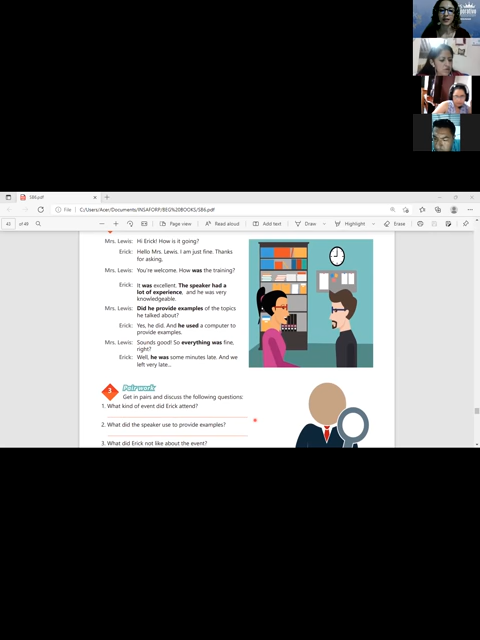 SB6.pdf
File
C:/Users/Acer/Documents/INSAFORP/BEG%20BOOKS/SB6.pdf
43 of 49
Page view
Read aloud
Add text
Draw
Highlight
Erase
Mrs. Lewis: Hi Erick! How is it going?
Erick: Hello Mrs. Lewis. I am just fine. Thanks
for asking.
Mrs. Lewis: You're welcome. How was the training?
Erick: It was excellent. The speaker had a
lot of experience, and he was very
knowledgeable.
Mrs. Lewis: Did he provide examples of the topics
he talked about?
Erick: Yes, he did. And he used a computer to
provide examples.
Mrs. Lewis: Sounds good! So everything was fine,
right?
Erick: Well, he was some minutes late. And we
left very late...
3 Pair work
Get in pairs and discuss the following questions:
1. What kind of event did Erick attend?
2. What did the speaker use to provide examples?
3. What did Erick not like about the event?